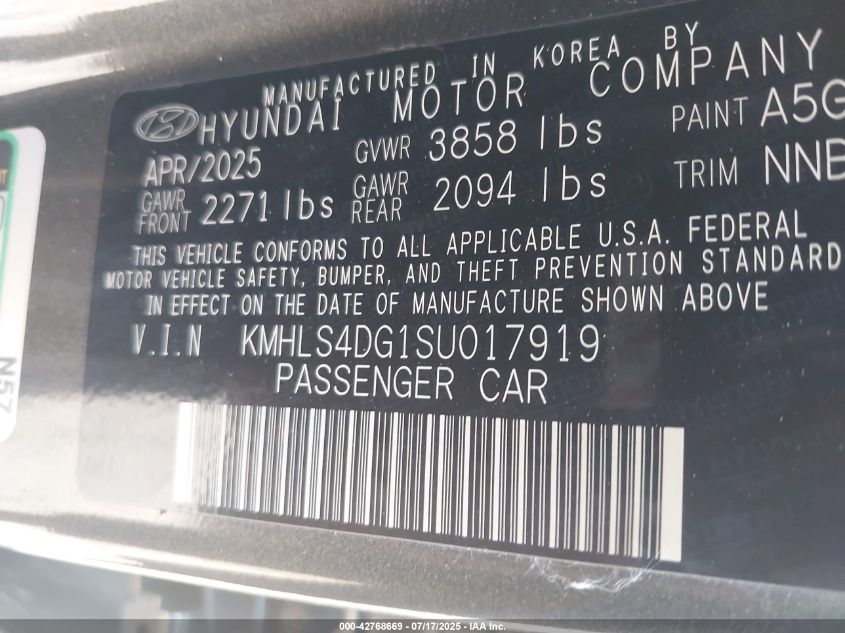 MANUFACTURED IN KOREA BY
HYUNDAI MOTOR COMPANY
APR/2025 GVWR 3858 lbs PAINT A5G
GAWR FRONT 2271 lbs GAWR REAR 2094 lbs TRIM NNB
THIS VEHICLE CONFORMS TO ALL APPLICABLE U.S.A. FEDERAL
MOTOR VEHICLE SAFETY, BUMPER, AND THEFT PREVENTION STANDARD
IN EFFECT ON THE DATE OF MANUFACTURE SHOWN ABOVE
V.I.N KMHLS4DG1SU017919
PASSENGER CAR
N57
000-42768669 - 07/17/2025 - IAA Inc.